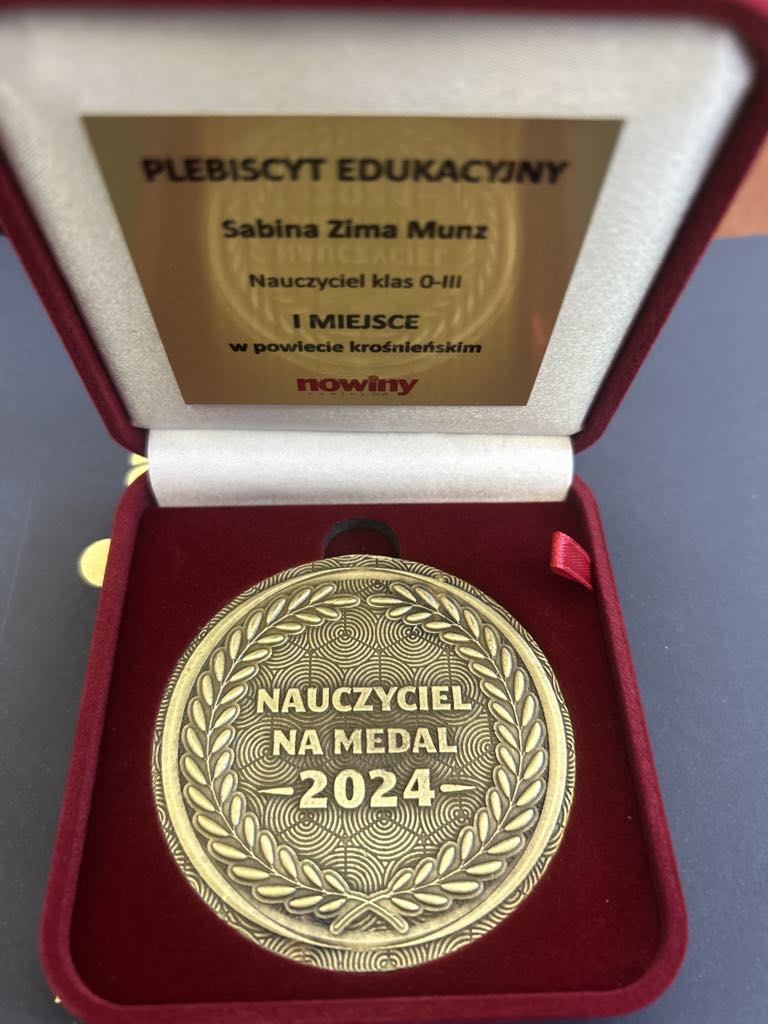 PLEBISCYT EDUKACYJNY
Sabina Zima Munz
Nauczyciel klas 0-III
I MIEJSCE
w powiecie krośnieńskim
nowiny
NAUCZYCIEL
NA MEDAL
2024